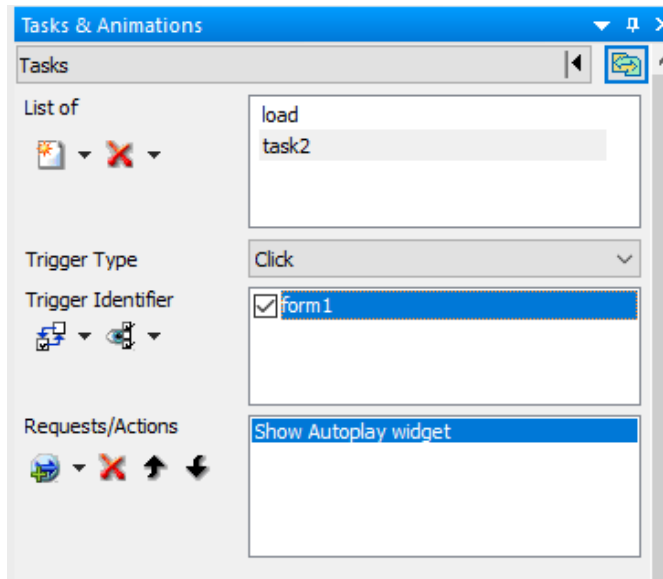 Tasks & Animations
Tasks
List of
load
task2
Trigger Type
Click
Trigger Identifier
form1
Requests/Actions
Show Autoplay widget